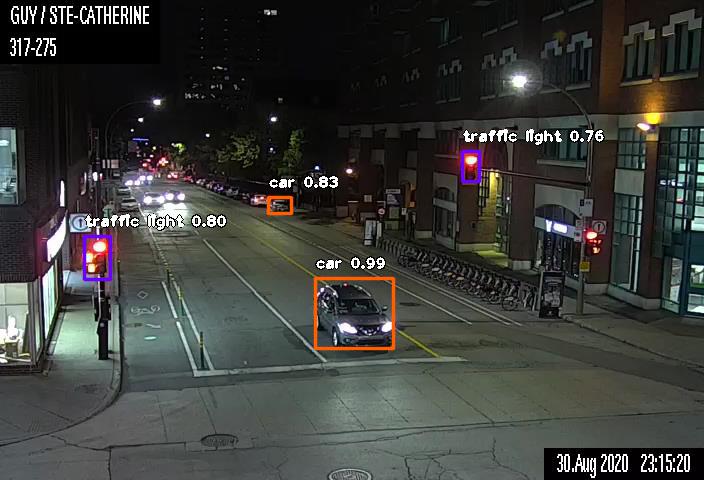 GUY / STE-CATHERINE
317-275
traffic light 0.76
car 0.83
traffic light 0.80
car 0.99
30.Aug 2020 23:15:20